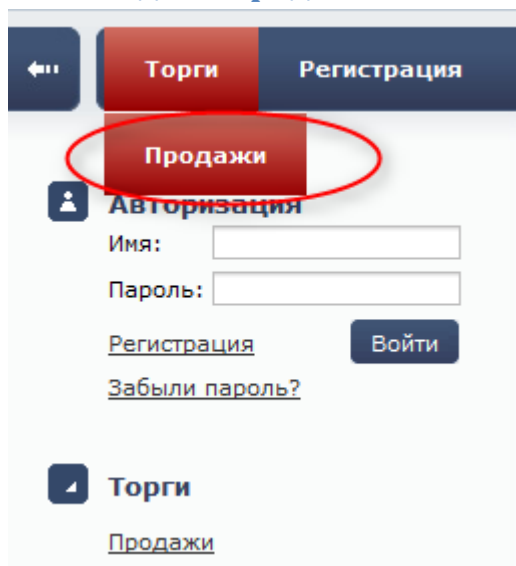 Торги Регистрация
Продажи
Авторизация
Имя:
Пароль:
Регистрация Войти
Забыли пароль?
Торги
Продажи